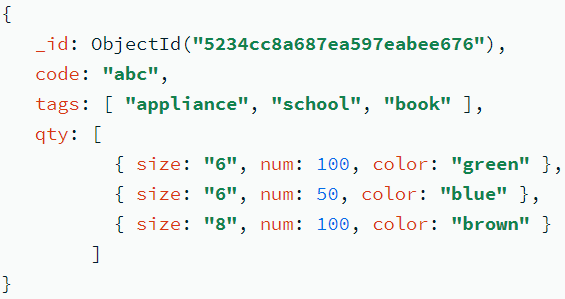 {
   _id: ObjectId("5234cc8a687ea597eabee676"),
   code: "abc",
   tags: [ "appliance", "school", "book" ],
   qty: [
          { size: "6", num: 100, color: "green" },
          { size: "6", num: 50, color: "blue" },
          { size: "8", num: 100, color: "brown" }
        ]
}